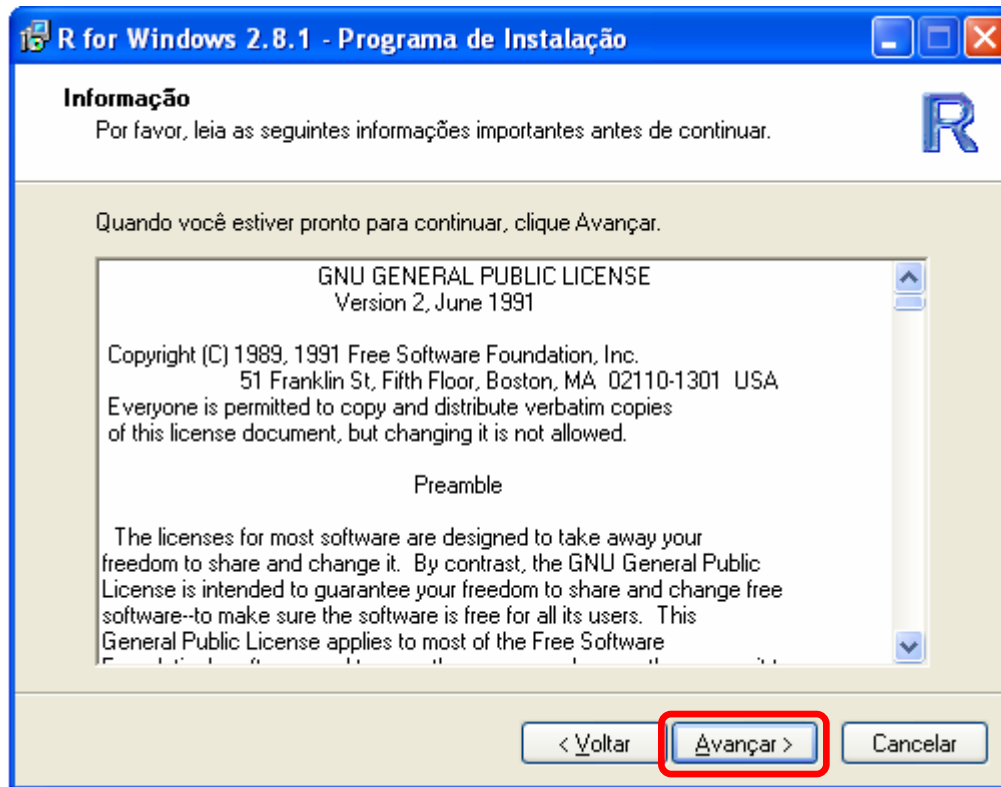 R for Windows 2.8.1 - Programa de Instalação
Informação
Por favor, leia as seguintes informações importantes antes de continuar.
R
Quando você estiver pronto para continuar, clique Avançar.
GNU GENERAL PUBLIC LICENSE
Version 2, June 1991
Copyright (C) 1989, 1991 Free Software Foundation, Inc.
51 Franklin St, Fifth Floor, Boston, MA 02110-1301 USA
Everyone is permitted to copy and distribute verbatim copies
of this license document, but changing it is not allowed.
Preamble
The licenses for most software are designed to take away your
freedom to share and change it. By contrast, the GNU General Public
License is intended to guarantee your freedom to share and change free
software--to make sure the software is free for all its users. This
General Public License applies to most of the Free Software
< Voltar
Avançar >
Cancelar